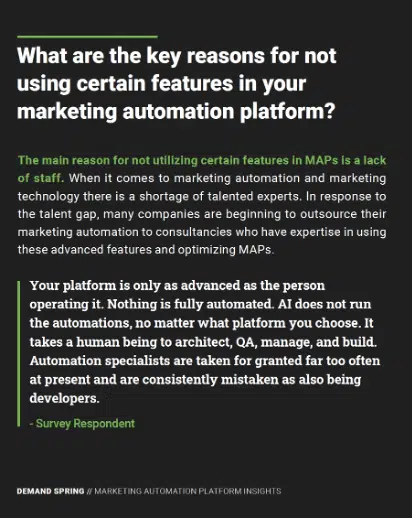 What are the key reasons for not
using certain features in your
marketing automation platform?
The main reason for not utilizing certain features in MAPs is a lack
of staff. When it comes to marketing automation and marketing
technology there is a shortage of talented experts. In response to
the talent gap, many companies are beginning to outsource their
marketing automation to consultancies who have expertise in using
these advanced features and optimizing MAPs.
Your platform is only as advanced as the person
operating it. Nothing is fully automated. AI does not run
the automations, no matter what platform you choose. It
takes a human being to architect, QA, manage, and build.
Automation specialists are taken for granted far too often
at present and are consistently mistaken as also being
developers.
- Survey Respondent
DEMAND SPRING // MARKETING AUTOMATION PLATFORM INSIGHTS